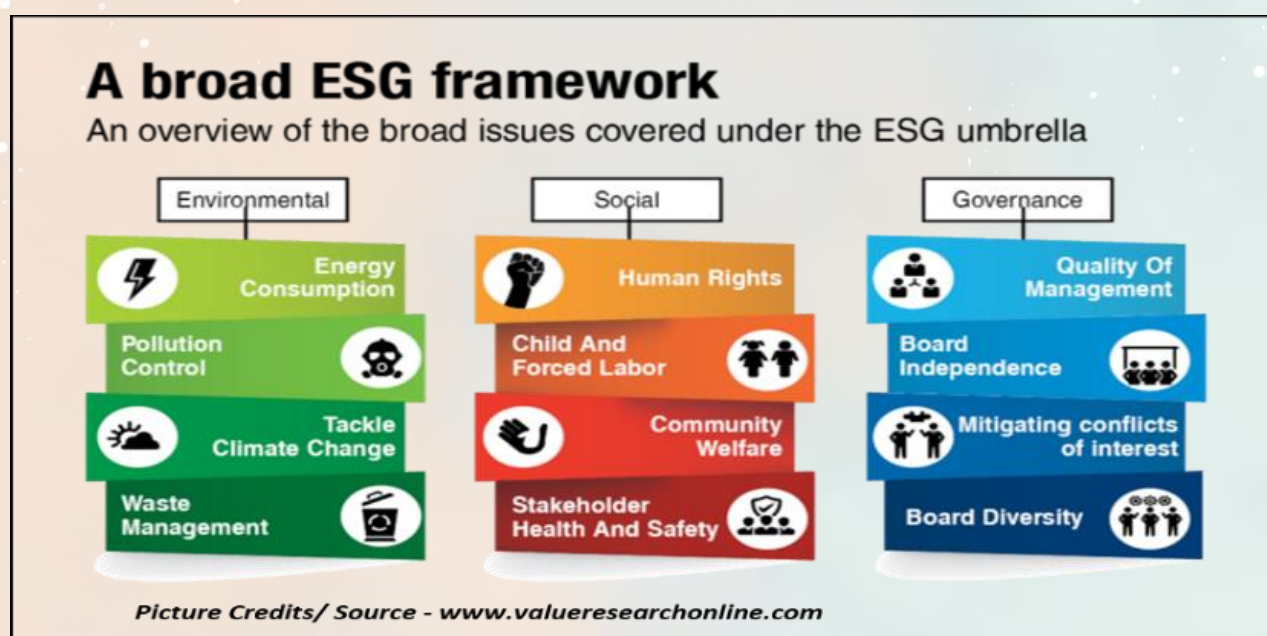 A broad ESG framework
An overview of the broad issues covered under the ESG umbrella
Environmental
Energy
Consumption
Pollution
Control
Tackle
Climate Change
Waste
Management
Social
Human Rights
Child And
Forced Labor
Community
Welfare
Stakeholder
Health And Safety
Governance
Quality Of
Management
Board
Independence
Mitigating conflicts
of interest
Board Diversity
Picture Credits/ Source - www.valueresearchonline.com